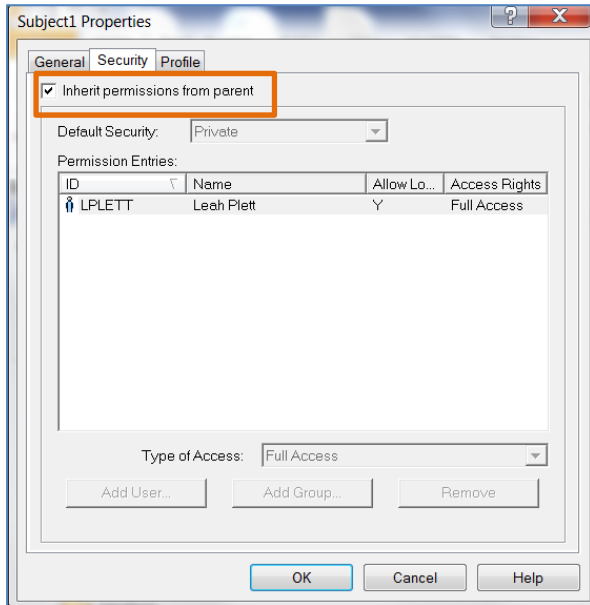 Subject1 Properties
General Security Profile
Inherit permissions from parent
Default Security: Private
Permission Entries:
ID Name Allow Lo... Access Rights
LPLETT Leah Plett Y Full Access
Type of Access: Full Access
Add User... Add Group... Remove
OK Cancel Help